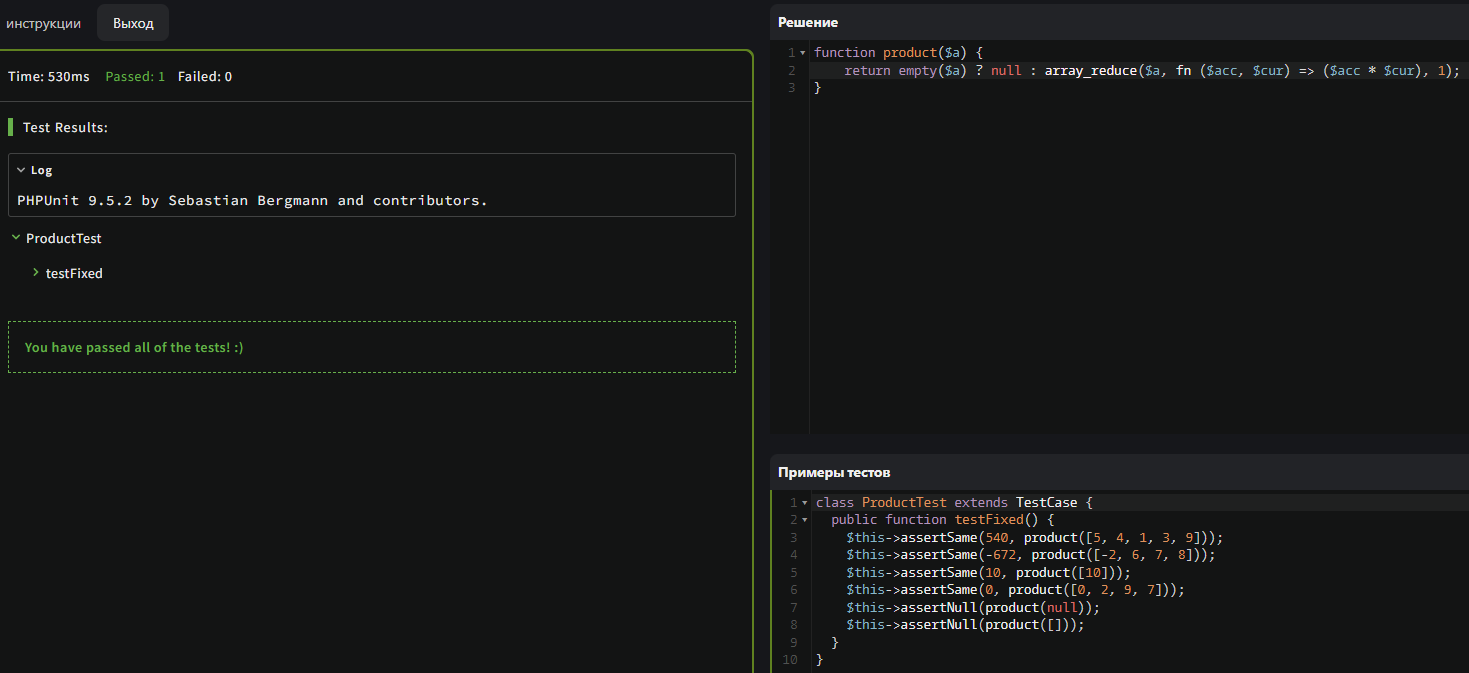 инструкции
Выход
Time: 530ms Passed: 1 Failed: 0
Test Results:
Log
PHPUnit 9.5.2 by Sebastian Bergmann and contributors.
ProductTest
testFixed
You have passed all of the tests! :)
Решение
1 function product($a) {
2     return empty($a) ? null : array_reduce($a, fn ($acc, $cur) => ($acc * $cur), 1);
3 }
Примеры тестов
1 class ProductTest extends TestCase {
2   public function testFixed() {
3     $this->assertSame(540, product([5, 4, 1, 3, 9]));
4     $this->assertSame(-672, product([-2, 6, 7, 8]));
5     $this->assertSame(10, product([10]));
6     $this->assertSame(0, product([0, 2, 9, 7]));
7     $this->assertNull(product(null));
8     $this->assertNull(product([]));
9   }
10 }